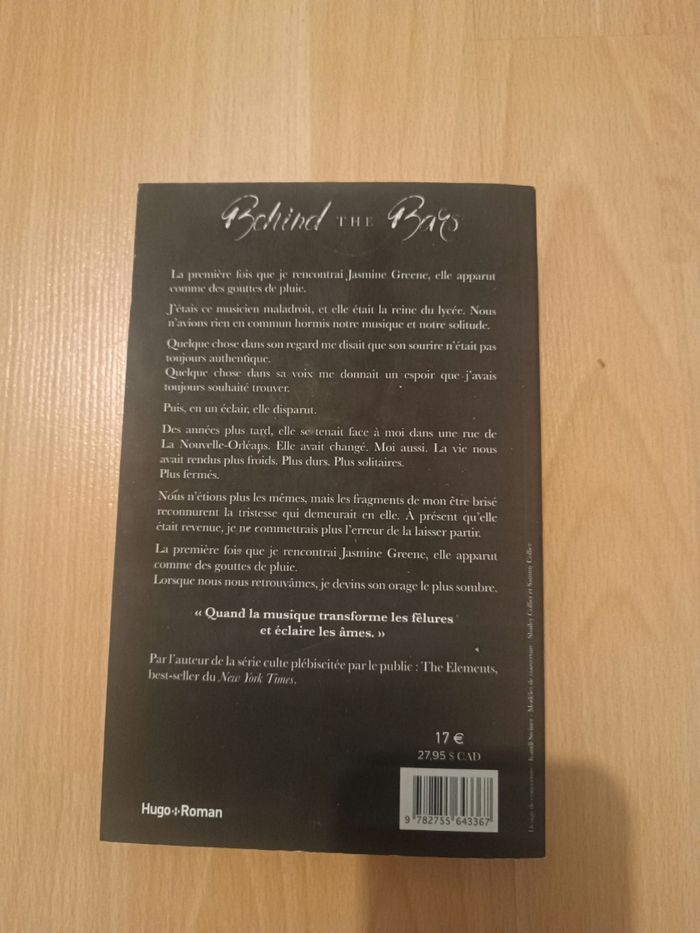 Behind THE Bars
La première fois que je rencontrai Jasmine Greene, elle apparut
comme des gouttes de pluie.
J'étais ce musicien maladroit, et elle était la reine du lycée. Nous
n'avions rien en commun hormis notre musique et notre solitude.
Quelque chose dans son regard me disait que son sourire n'était pas
toujours authentique.
Quelque chose dans sa voix me donnait un espoir que j'avais
toujours souhaité trouver.
Puis, en un éclair, elle disparut.
Des années plus tard, elle se tenait face à moi dans une rue de
La Nouvelle-Orléans. Elle avait changé. Moi aussi. La vie nous
avait rendus plus froids. Plus durs. Plus solitaires.
Plus fermés.
Nous n'étions plus les mêmes, mais les fragments de mon être brisé
reconnurent la tristesse qui demeurait en elle. À présent qu'elle
était revenue, je ne commettrais plus l'erreur de la laisser partir.
La première fois que je rencontrai Jasmine Greene, elle apparut
comme des gouttes de pluie.
Lorsque nous nous retrouvâmes, je devins son orage le plus sombre.
« Quand la musique transforme les fêlures
et éclaire les âmes. »
Par l'auteur de la série culte plébiscitée par le public : The Elements,
best-seller du New York Times.
17 €
27,95 $ CAD
9 782755 643367
Hugo+Roman